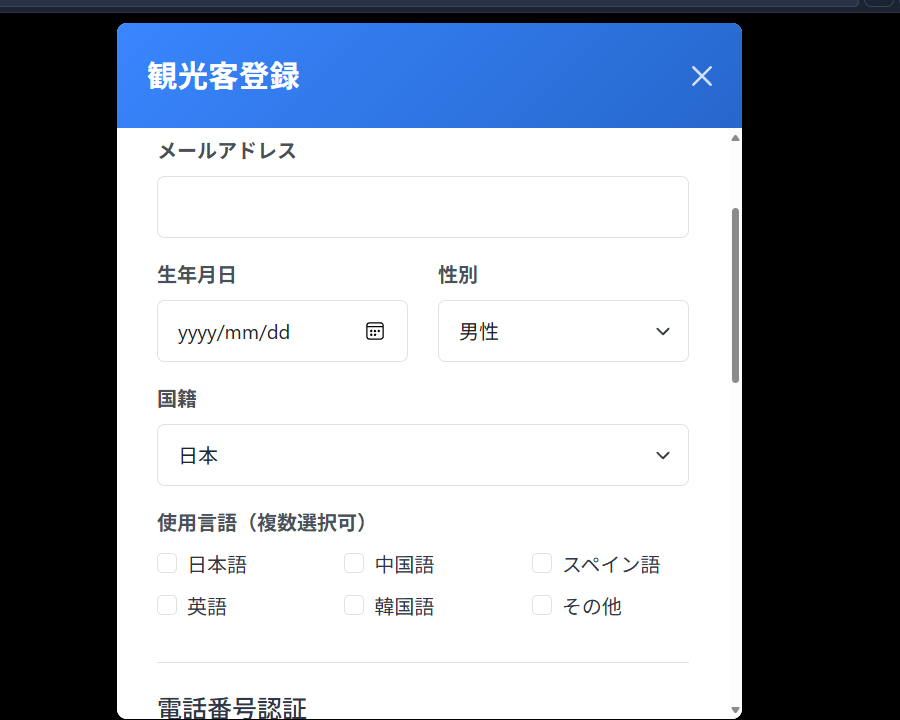 観光客登録
メールアドレス
生年月日 性別
yyyy/mm/dd 男性
国籍
日本
使用言語（複数選択可）
日本語 中国語 スペイン語
英語 韓国語 その他
電話番号認証